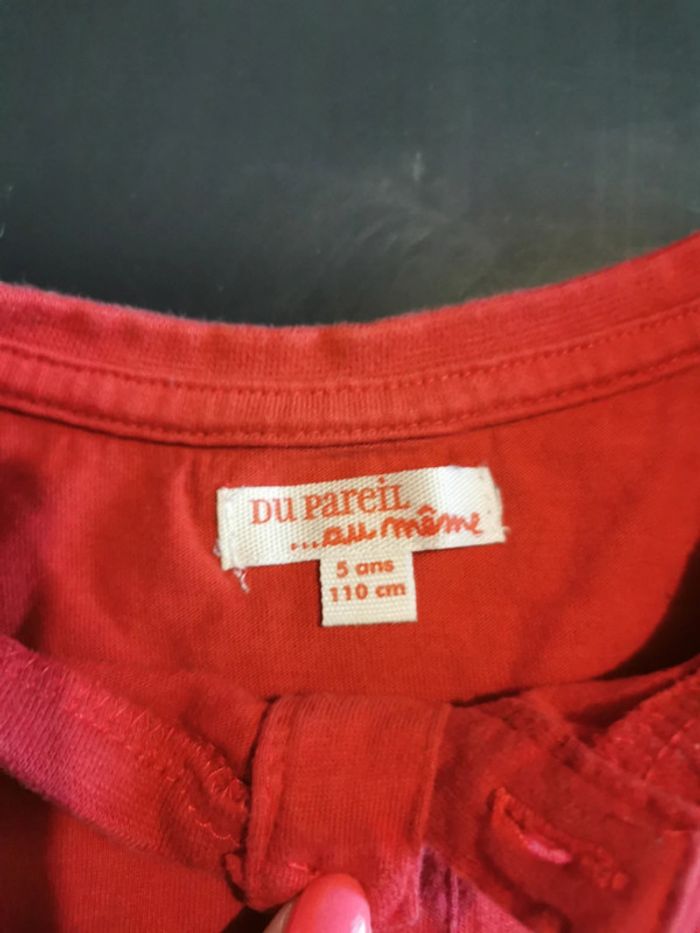 DU PAREIL
...au même
5 ans
110 cm